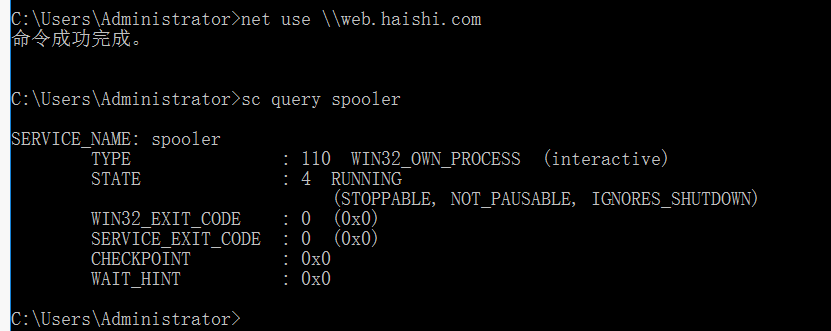 C:\Users\Administrator>net use \\web.haishi.com
命令成功完成。
C:\Users\Administrator>sc query spooler
SERVICE_NAME: spooler
TYPE : 110 WIN32_OWN_PROCESS (interactive)
STATE : 4 RUNNING
(STOPPABLE, NOT_PAUSABLE, IGNORES_SHUTDOWN)
WIN32_EXIT_CODE : 0 (0x0)
SERVICE_EXIT_CODE : 0 (0x0)
CHECKPOINT : 0x0
WAIT_HINT : 0x0
C:\Users\Administrator>